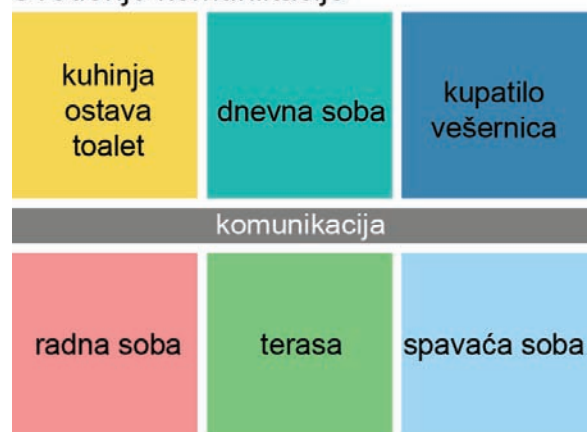 kuhinja
ostava
toalet
dnevna soba
kupatilo
vešernica
komunikacija
radna soba
terasa
spavaća soba